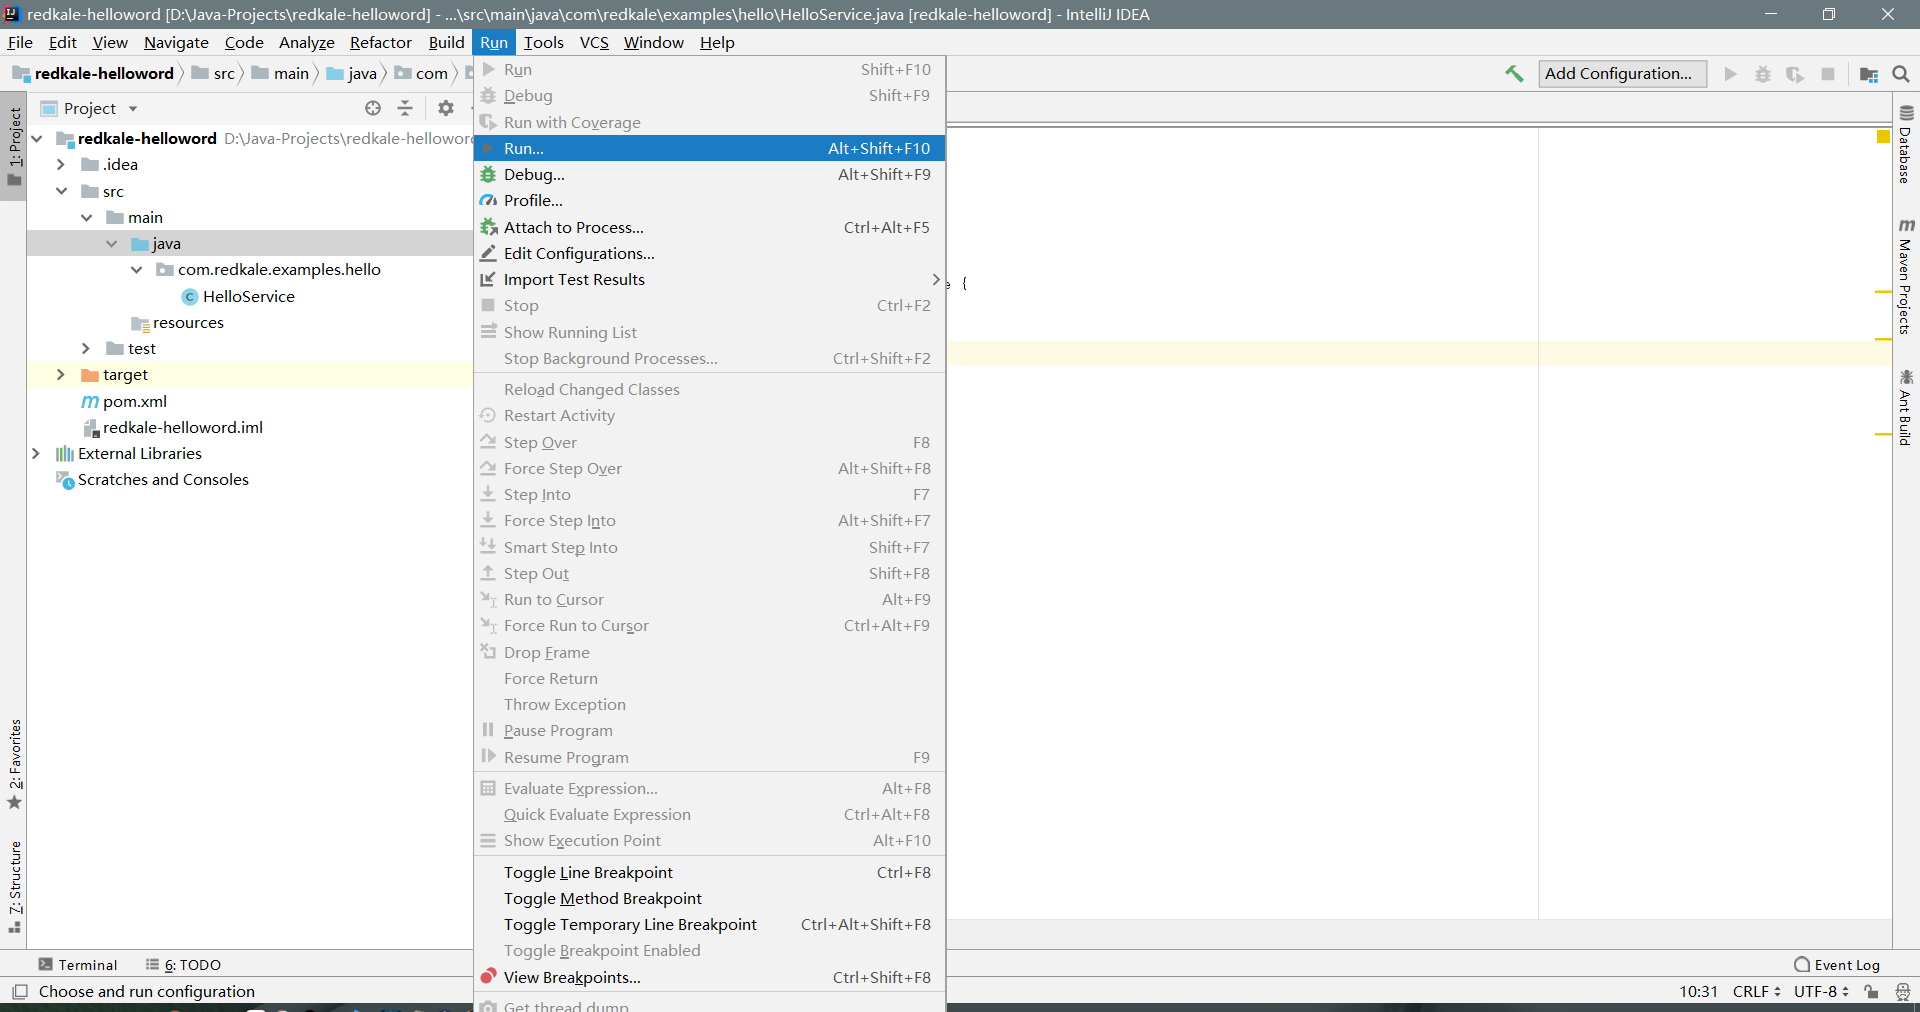 redkale-helloword [D:\Java-Projects\redkale-helloword] - ...\src\main\java\com\redkale\examples\hello\HelloService.java [redkale-helloword] - IntelliJ IDEA
File Edit View Navigate Code Analyze Refactor Build Run Tools VCS Window Help
redkale-helloword src main java com
Add Configuration...
1: Project
2: Favorites
7: Structure
Project
redkale-helloword D:\Java-Projects\redkale-helloword
.idea
src
main
java
com.redkale.examples.hello
HelloService
resources
test
target
pom.xml
redkale-helloword.iml
External Libraries
Scratches and Consoles
Run Shift+F10
Debug Shift+F9
Run with Coverage
Run... Alt+Shift+F10
Debug... Alt+Shift+F9
Profile...
Attach to Process... Ctrl+Alt+F5
Edit Configurations...
Import Test Results
Stop Ctrl+F2
Show Running List
Stop Background Processes... Ctrl+Shift+F2
Reload Changed Classes
Restart Activity
Step Over F8
Force Step Over Alt+Shift+F8
Step Into F7
Force Step Into Alt+Shift+F7
Smart Step Into Shift+F7
Step Out Shift+F8
Run to Cursor Alt+F9
Force Run to Cursor Ctrl+Alt+F9
Drop Frame
Force Return
Throw Exception
Pause Program
Resume Program F9
Evaluate Expression... Alt+F8
Quick Evaluate Expression Ctrl+Alt+F8
Show Execution Point Alt+F10
Toggle Line Breakpoint Ctrl+F8
Toggle Method Breakpoint
Toggle Temporary Line Breakpoint Ctrl+Alt+Shift+F8
Toggle Breakpoint Enabled
View Breakpoints... Ctrl+Shift+F8
Get thread dump
e {
Database
Maven Projects
Ant Build
Terminal 6: TODO Event Log
Choose and run configuration 10:31 CRLF UTF-8